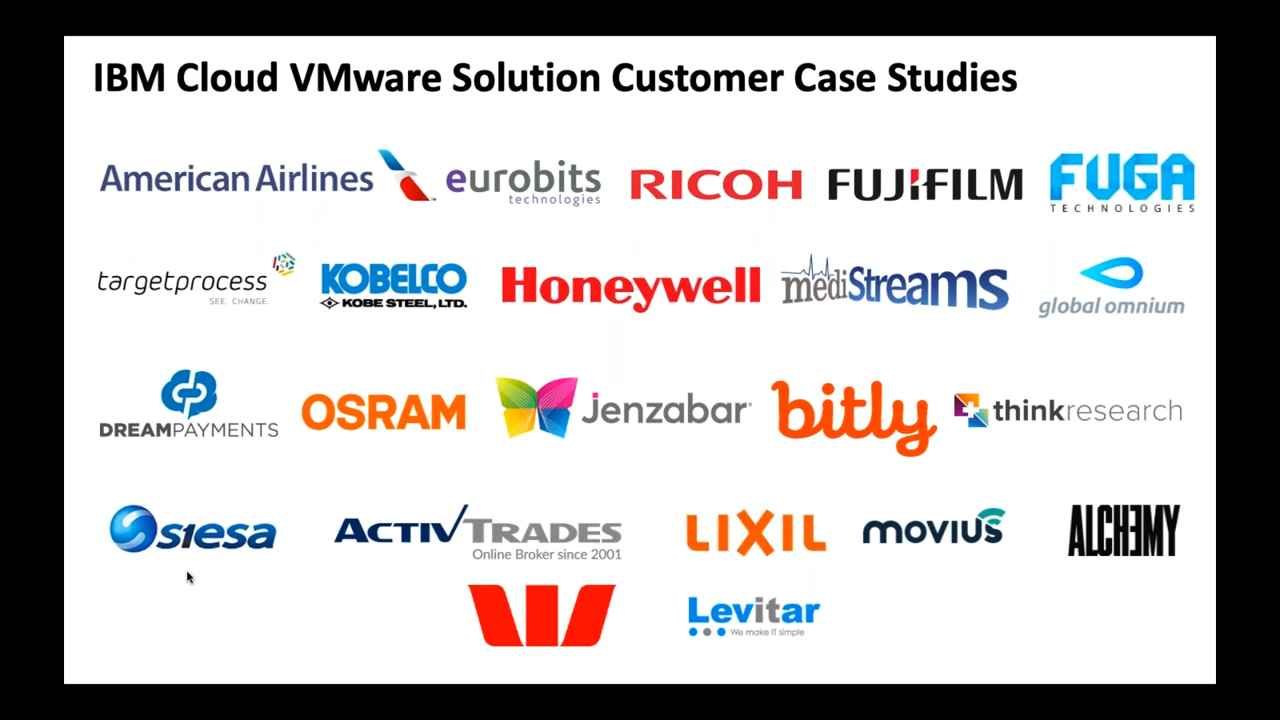 IBM Cloud VMware Solution Customer Case Studies
American Airlines
eurobits
technologies
RICOH
FUJIFILM
FUGA
TECHNOLOGIES
targetprocess
SEE. CHANGE.
KOBELCO
KOBE STEEL, LTD.
Honeywell
mediStreams
global omnium
DREAMPAYMENTS
OSRAM
jenzabar
bitly
thinkresearch
siesa
ACTIVTRADES
Online Broker since 2001
LIXIL
movius
ALCHEMY
Levitar
We make IT simple